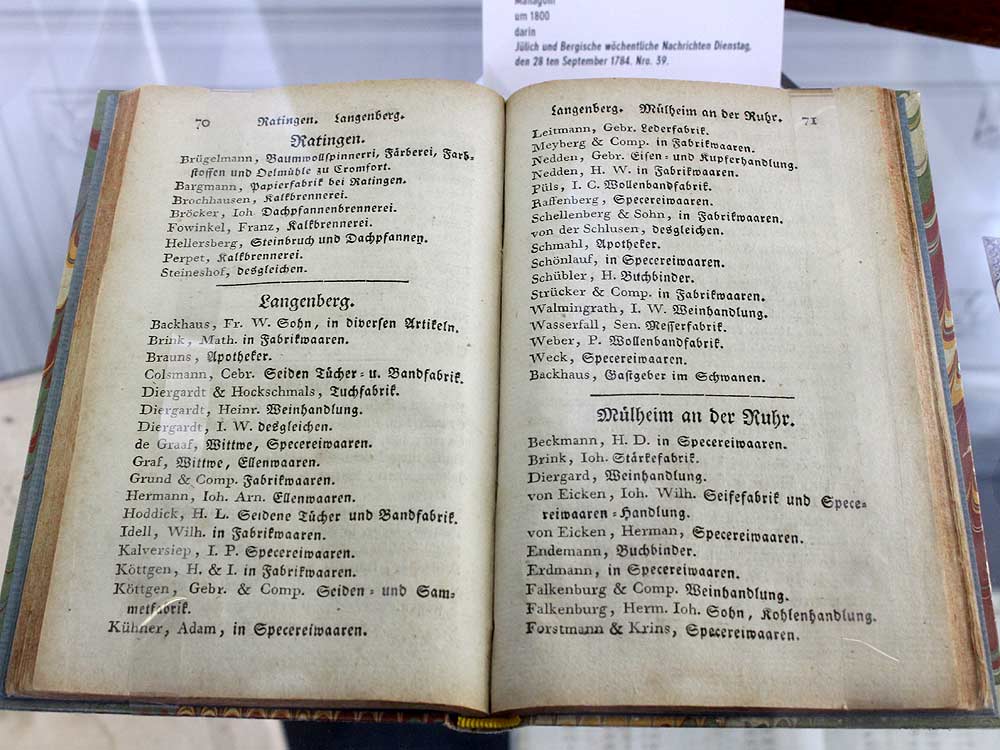 um 1800
darin
Jülich und Bergische wöchentliche Nachrichten Dienstag,
den 28 ten September 1784. Nro. 39.
70 Ratingen. Langenberg.
Ratingen.
Brügelmann, Baumwollspinnerri, Färberei, Farb-
stoffen und Oelmühle zu Cromfort.
Bargmann, Papierfabrik bei Ratingen.
Brochhausen, Kalkbrennerei.
Bröcker, Ioh. Dachpfannenbrennerei.
Fowinkel, Franz, Kalkbrennerei.
Hellersberg, Steinbruch und Dachpfannen.
Perpet, Kalkbrennerei.
Steineshof, desgleichen.
Langenberg.
Backhaus, Fr. W. Sohn, in diversen Artikeln.
Brink, Math. in Fabrikwaaren.
Brauns, Apotheker.
Colsmann, Cebr. Seiden Tücher- u. Bandfabrik.
Diergardt & Hockschmals, Tuchfabrik.
Diergardt, Heinr. Weinhandlung.
Diergardt, I. W. desgleichen.
de Graaf, Wittwe, Specereiwaaren.
Graf, Wittwe, Ellenwaaren.
Grund & Comp. Fabrikwaaren.
Hermann, Ioh. Arn. Ellenwaaren.
Hoddick, H. L. Seidene Tücher und Bandfabrik.
Idell, Wilh. in Fabrikwaaren.
Kalversiep, I. P. Specereiwaaren.
Köttgen, H. & I. in Fabrikwaaren.
Köttgen, Gebr. & Comp. Seiden- und Sam-
metfabrik.
Kühner, Adam, in Specereiwaaren.
Langenberg. Mülheim an der Ruhr. 71
Leitmann, Gebr. Lederfabrik.
Meyberg & Comp. in Fabrikwaaren.
Nedden, Gebr. Eisen- und Kupferhandlung.
Nedden, H. W. in Fabrikwaaren.
Püls, I. C. Wollenbandfabrik.
Raffenberg, Specereiwaaren.
Schellenberg & Sohn, in Fabrikwaaren.
von der Schlusen, desgleichen.
Schmahl, Apotheker.
Schönlauf, in Specereiwaaren.
Schübler, H. Buchbinder.
Strücker & Comp. in Fabrikwaaren.
Walmingrath, I. W. Weinhandlung.
Wasserfall, Sen. Messerfabrik.
Weber, P. Wollenbandfabrik.
Weck, Specereiwaaren.
Backhaus, Gastgeber im Schwanen.
Mülheim an der Ruhr.
Beckmann, H. D. in Specereiwaaren.
Brink, Ioh. Stärkefabrik.
Diergard, Weinhandlung.
von Eicken, Ioh. Wilh. Seifefabrik und Spece-
reiwaaren-Handlung.
von Eicken, Herman, Specereiwaaren.
Endemann, Buchbinder.
Erdmann, in Specereiwaaren.
Falkenburg & Comp. Weinhandlung.
Falkenburg, Herm. Ioh. Sohn, Kohlenhandlung.
Forstmann & Krins, Specereiwaaren.